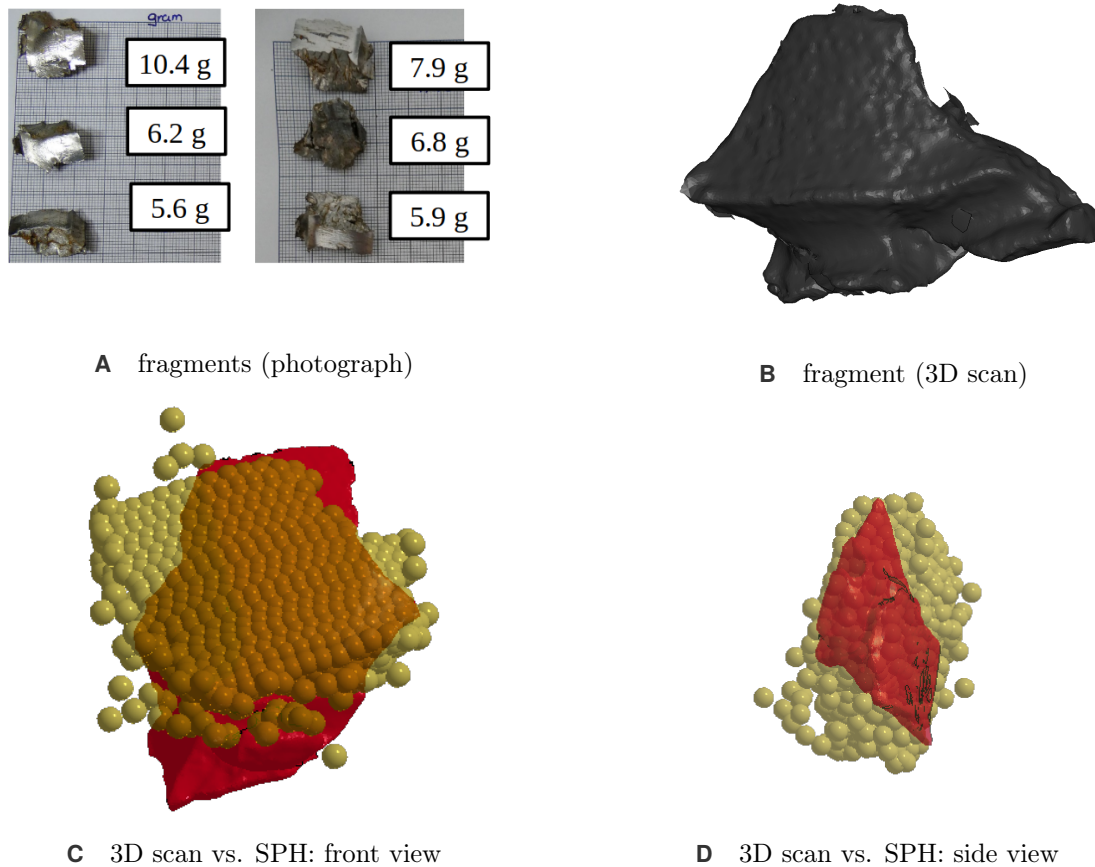 gram
10.4 g
6.2 g
5.6 g
7.9 g
6.8 g
5.9 g
A fragments (photograph)
B fragment (3D scan)
C 3D scan vs. SPH: front view
D 3D scan vs. SPH: side view